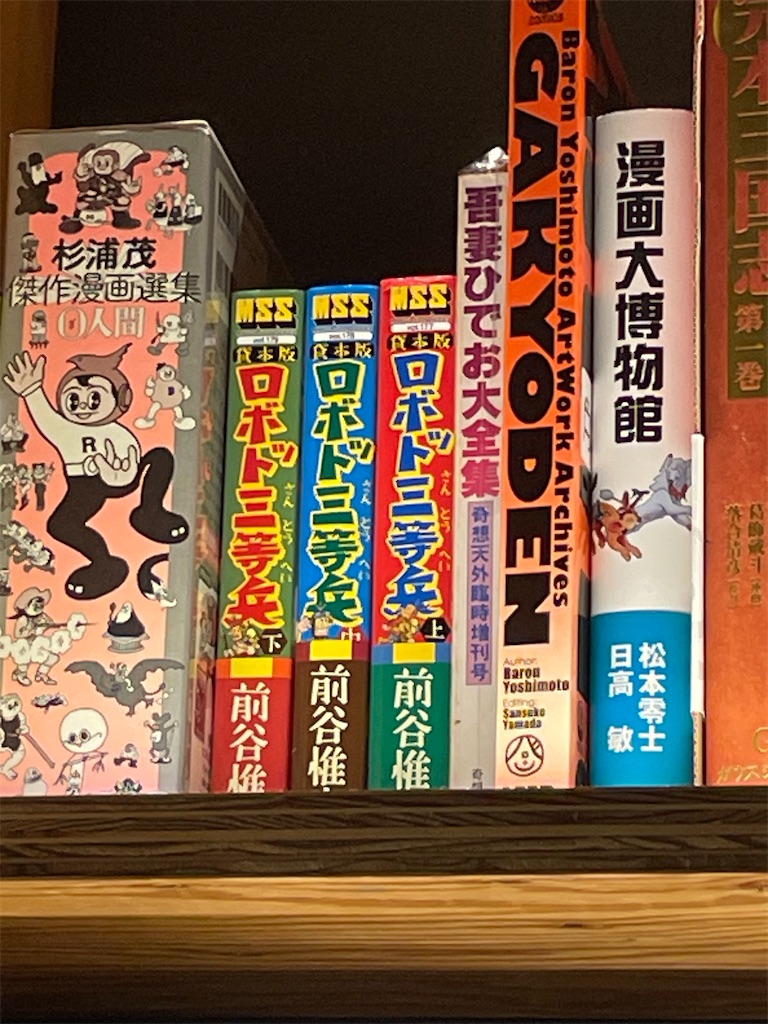 杉浦茂
傑作漫画選集
0人間
R
MSS
貸本版
ロボット三等兵
さんとうへい
下
前谷惟
MSS
貸本版
ロボット三等兵
さんとうへい
中
前谷惟
MSS
vol.177
貸本版
ロボット三等兵
さんとうへい
上
前谷惟
吾妻ひでお大全集
奇想天外臨時増刊号
Baron Yoshimoto ArtWork Archives
GAKYODEN
Author:
Baron
Yoshimoto
Editing:
Sansuke
Yamada
漫画大博物館
松本零士
日高 敏
完本三国志
第一巻